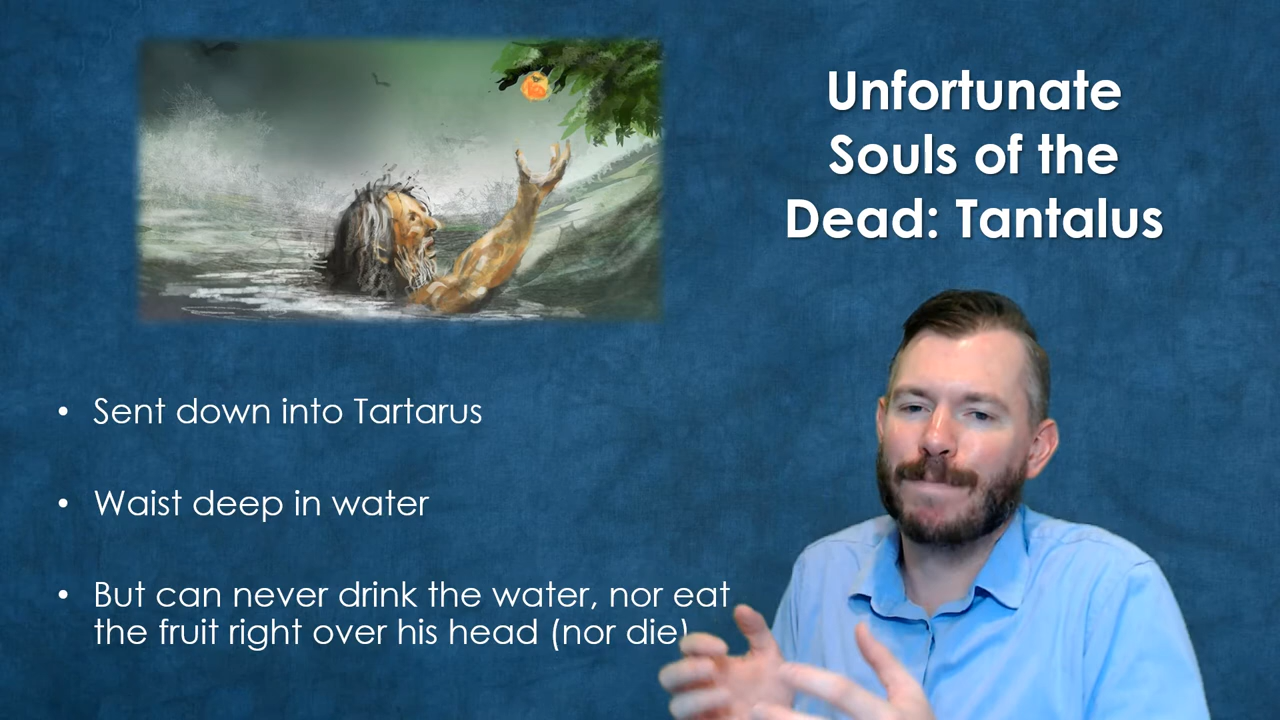 Unfortunate
Souls of the
Dead: Tantalus
• Sent down into Tartarus
• Waist deep in water
• But can never drink the water, nor eat
the fruit right over his head (nor die)